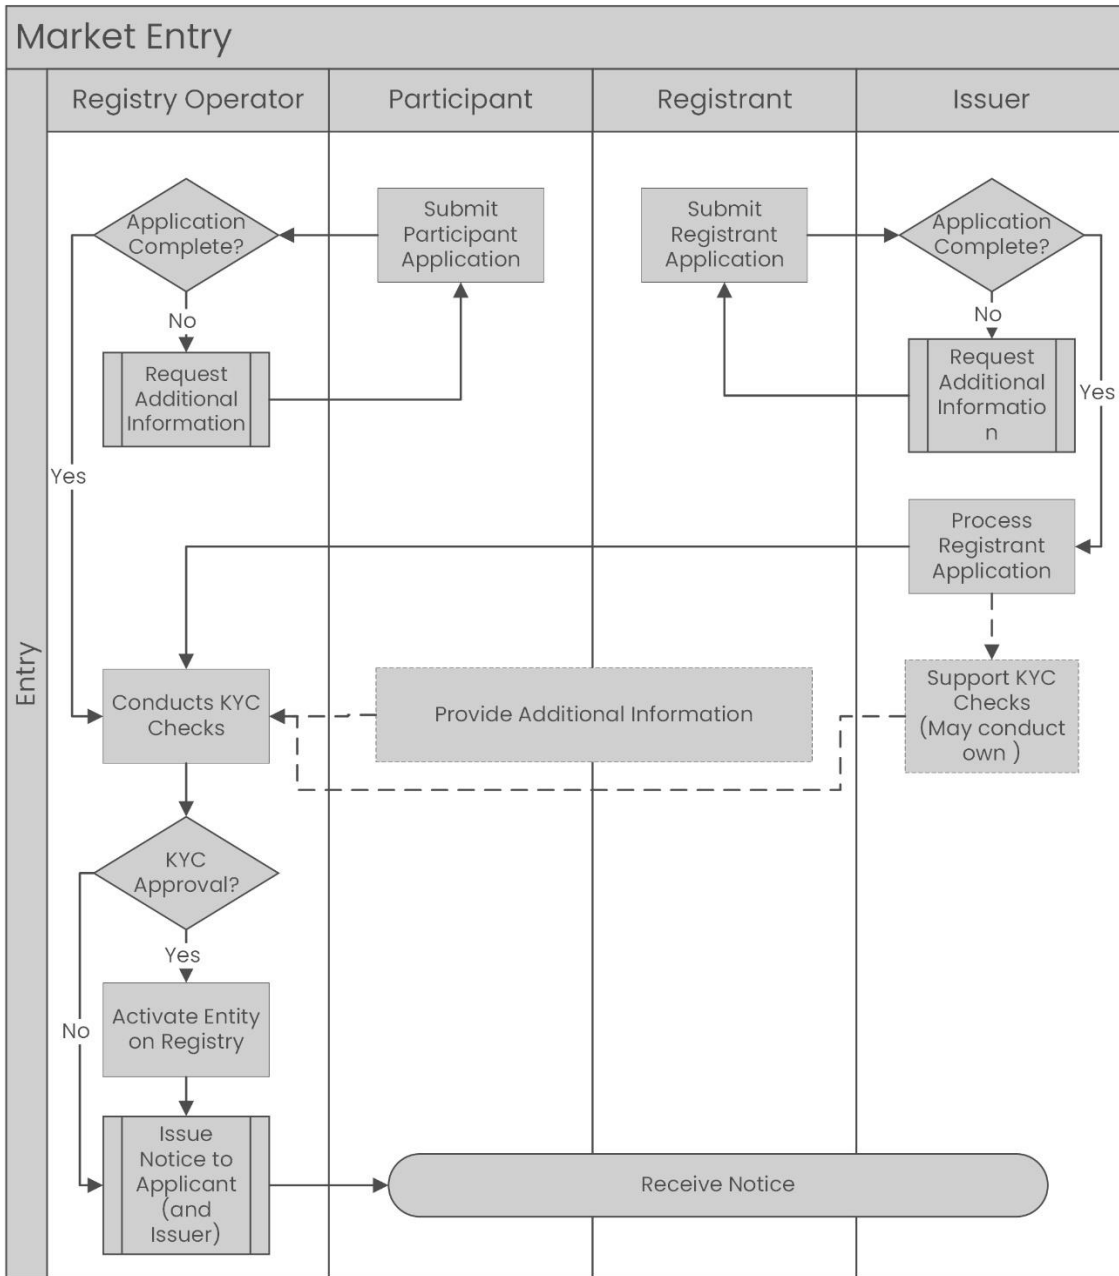 Market Entry
Registry Operator
Participant
Registrant
Issuer
Entry
Application
Complete?
Submit
Participant
Application
Submit
Registrant
Application
Application
Complete?
No
No
Request
Additional
Information
Request
Additional
Informatio
n
Yes
Yes
Process
Registrant
Application
Conducts KYC
Checks
Provide Additional Information
Support KYC
Checks
(May conduct
own )
KYC
Approval?
Yes
No
Activate Entity
on Registry
Issue
Notice to
Applicant
(and
Issuer)
Receive Notice